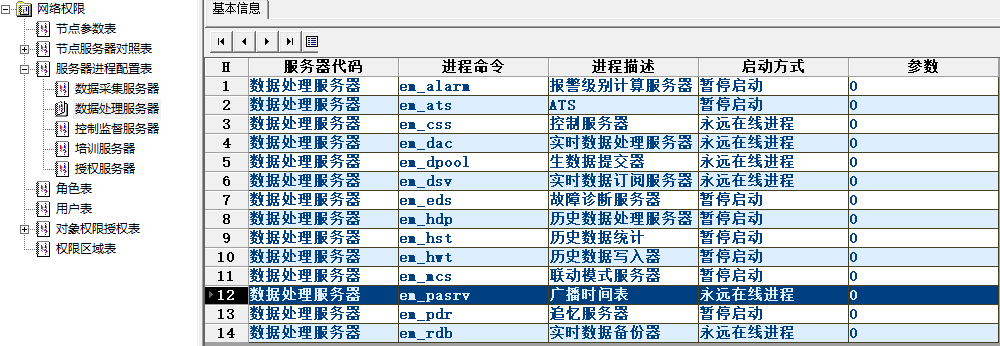 网络权限
节点参数表
节点服务器对照表
服务器进程配置表
数据采集服务器
数据处理服务器
控制监督服务器
培训服务器
授权服务器
角色表
用户表
对象权限授权表
权限区域表
基本信息
H 服务器代码 进程命令 进程描述 启动方式 参数
1 数据处理服务器 em_alarm 报警级别计算服务器 暂停启动 0
2 数据处理服务器 em_ats ATS 暂停启动 0
3 数据处理服务器 em_css 控制服务器 永远在线进程 0
4 数据处理服务器 em_dac 实时数据处理服务器 永远在线进程 0
5 数据处理服务器 em_dpool 生数据提交器 永远在线进程 0
6 数据处理服务器 em_dsv 实时数据订阅服务器 永远在线进程 0
7 数据处理服务器 em_eds 故障诊断服务器 暂停启动 0
8 数据处理服务器 em_hdp 历史数据处理服务器 暂停启动 0
9 数据处理服务器 em_hst 历史数据统计 暂停启动 0
10 数据处理服务器 em_hwt 历史数据写入器 暂停启动 0
11 数据处理服务器 em_mcs 联动模式服务器 暂停启动 0
12 数据处理服务器 em_pasrv 广播时间表 永远在线进程 0
13 数据处理服务器 em_pdr 追忆服务器 暂停启动 0
14 数据处理服务器 em_rdb 实时数据备份器 永远在线进程 0